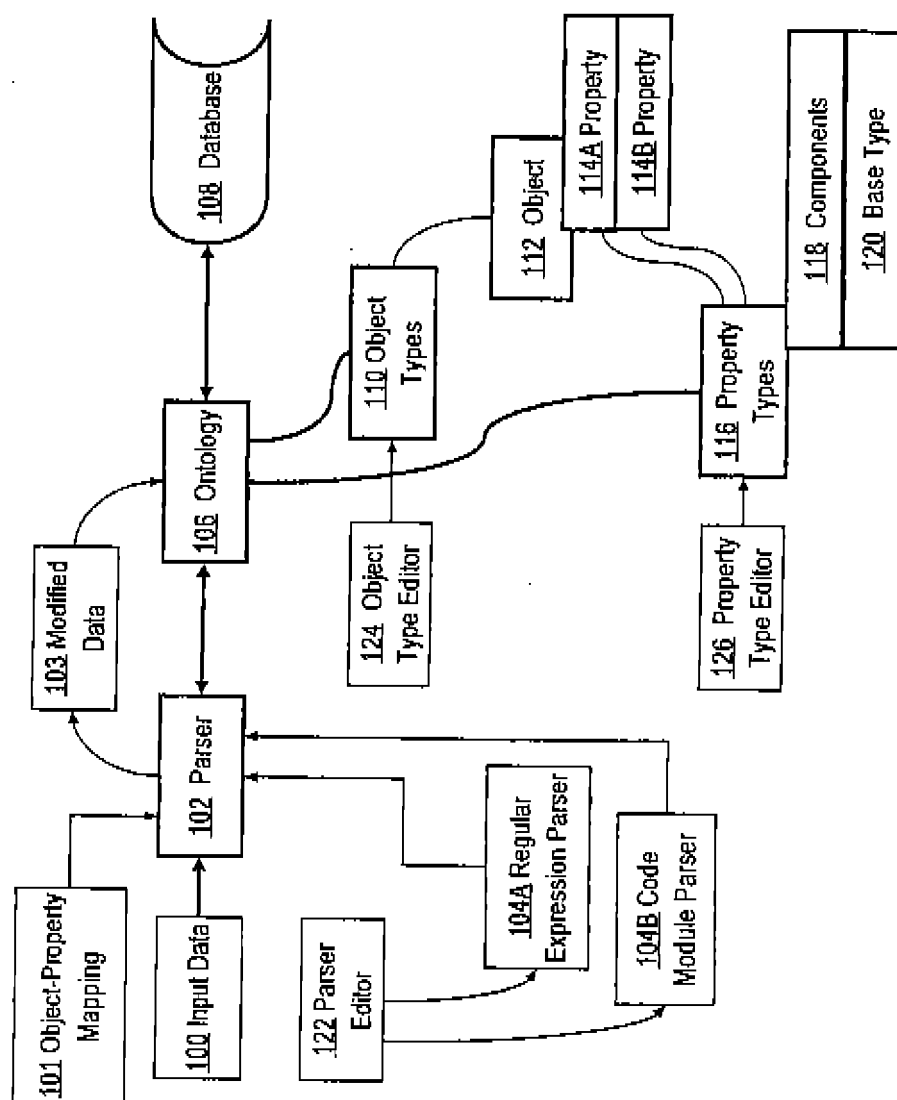 101 Object-Property
Mapping
100 Input Data
102 Parser
103 Modified
Data
106 Ontology
108 Database
122 Parser
Editor
104A Regular
Expression Parser
104B Code
Module Parser
124 Object
Type Editor
110 Object
Types
112 Object
114A Property
114B Property
126 Property
Type Editor
116 Property
Types
118 Components
120 Base Type